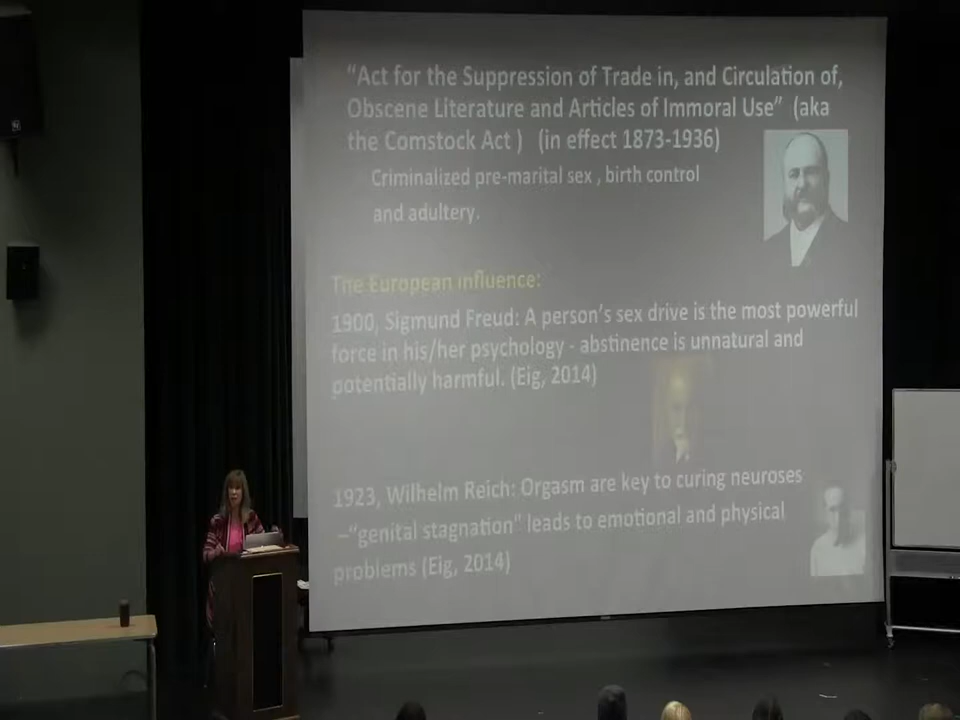 "Act for the Suppression of Trade in, and Circulation of,
Obscene Literature and Articles of Immoral Use" (aka
the Comstock Act ) (in effect 1873-1936)
Criminalized pre-marital sex , birth control
and adultery.
The European influence:
1900, Sigmund Freud: A person's sex drive is the most powerful
force in his/her psychology - abstinence is unnatural and
potentially harmful. (Eig, 2014)
1923, Wilhelm Reich: Orgasm are key to curing neuroses
–"genital stagnation" leads to emotional and physical
problems (Eig, 2014)